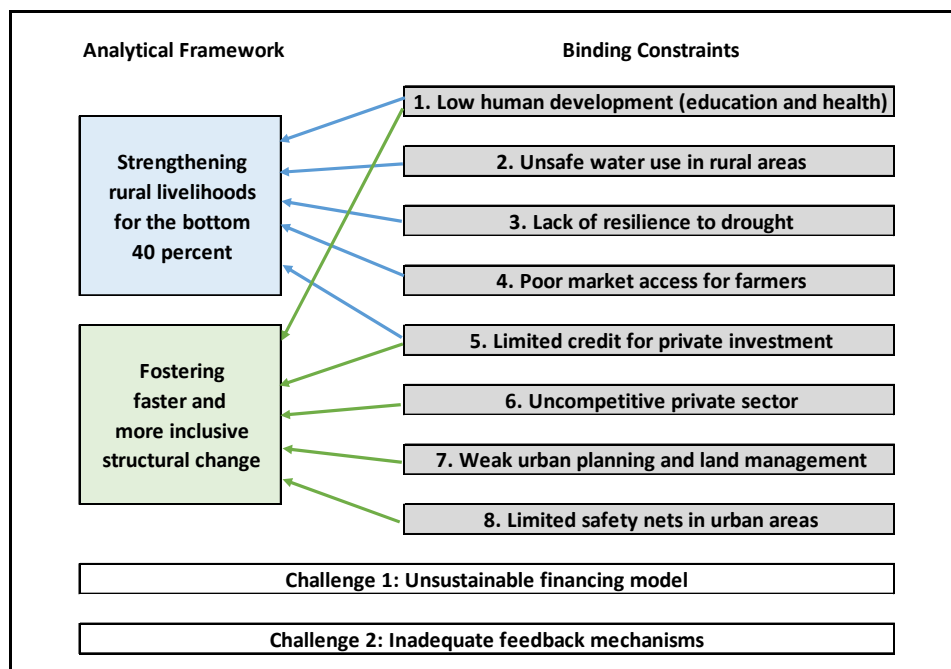 Analytical Framework
Binding Constraints
Strengthening
rural livelihoods
for the bottom
40 percent
Fostering
faster and
more inclusive
structural change
1. Low human development (education and health)
2. Unsafe water use in rural areas
3. Lack of resilience to drought
4. Poor market access for farmers
5. Limited credit for private investment
6. Uncompetitive private sector
7. Weak urban planning and land management
8. Limited safety nets in urban areas
Challenge 1: Unsustainable financing model
Challenge 2: Inadequate feedback mechanisms